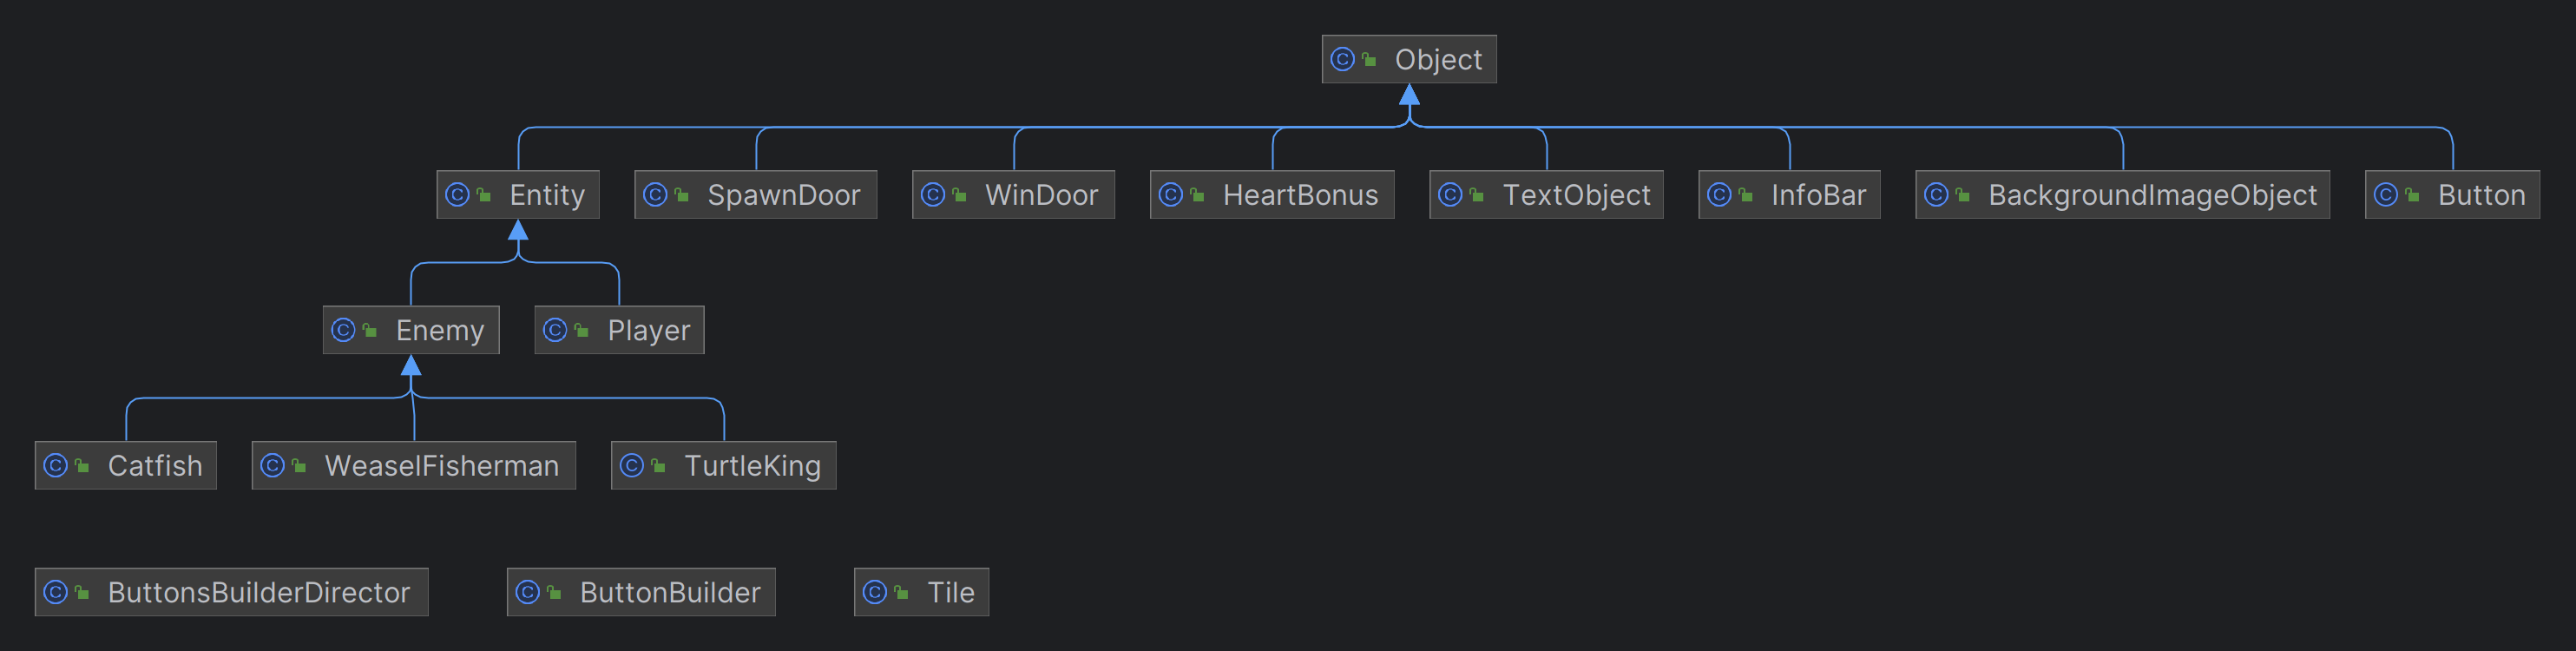 Object
Entity SpawnDoor WinDoor HeartBonus TextObject InfoBar BackgroundImageObject Button
Enemy Player
Catfish WeaselFisherman TurtleKing
ButtonsBuilderDirector ButtonBuilder Tile